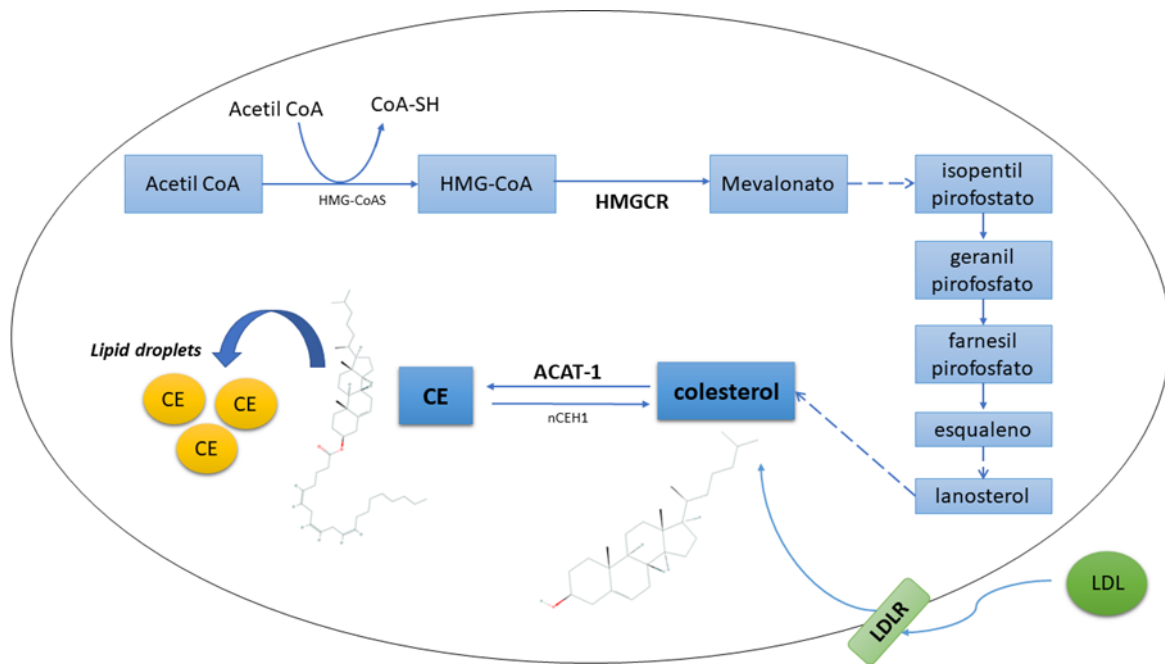 Acetil CoA
CoA-SH
Acetil CoA
HMG-CoAS
HMG-CoA
HMGCR
Mevalonato
isopentil
pirofostato
geranil
pirofosfato
farnesil
pirofosfato
esqualeno
lanosterol
colesterol
ACAT-1
nCEH1
CE
Lipid droplets
CE
CE
CE
LDLR
LDL